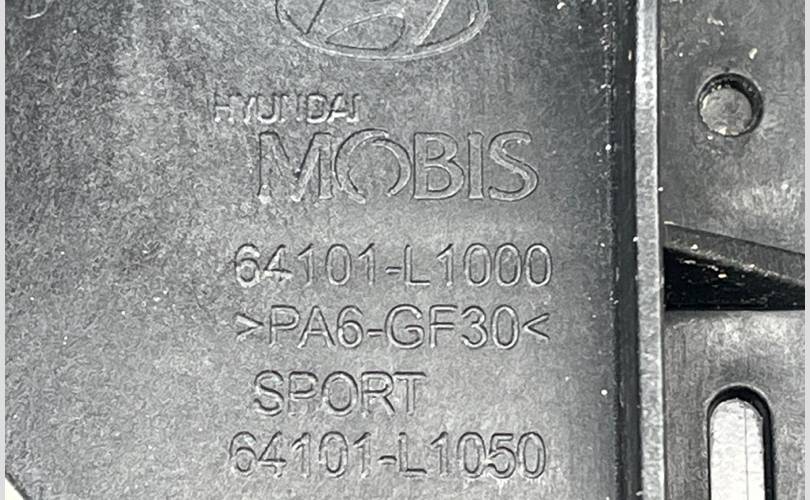 HYUNDAI
MOBIS
64101-L1000
>PA6-GF30<
SPORT
64101-L1050